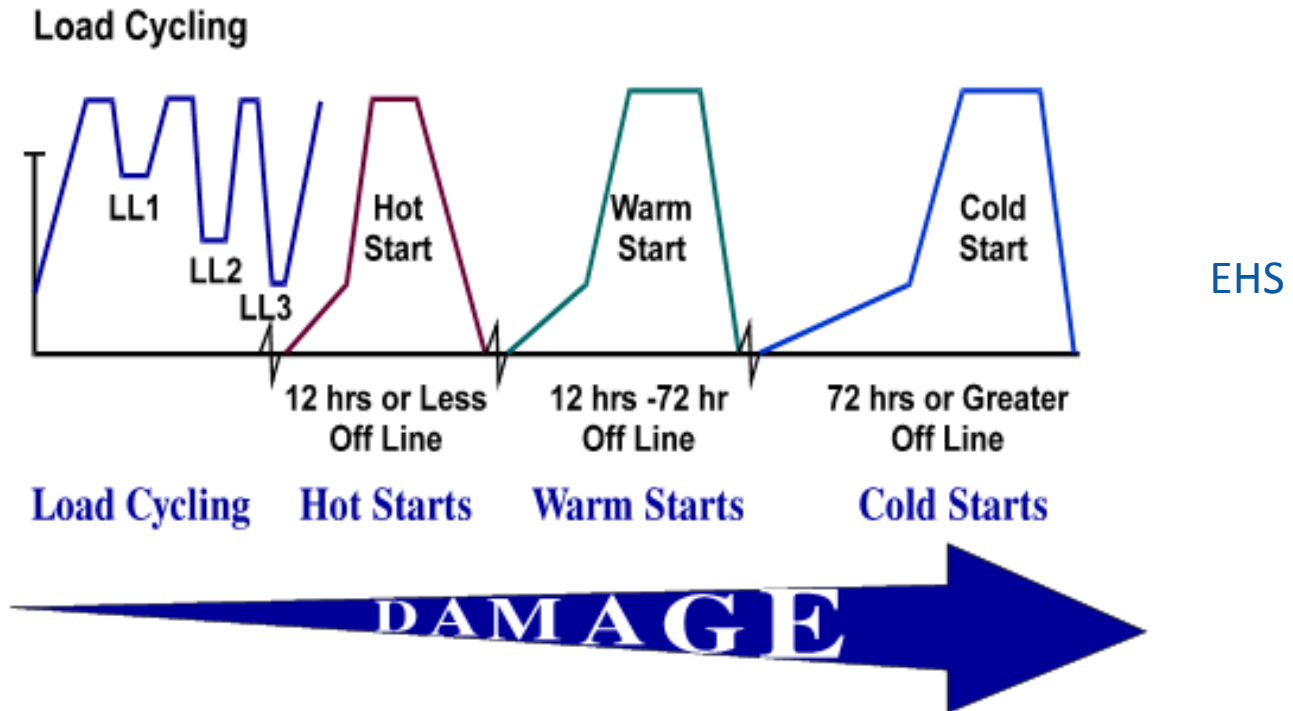 Load Cycling
LL1
LL2
LL3
Hot
Start
Warm
Start
Cold
Start
EHS
12 hrs or Less
Off Line
12 hrs -72 hr
Off Line
72 hrs or Greater
Off Line
Load Cycling
Hot Starts
Warm Starts
Cold Starts
DAMAGE